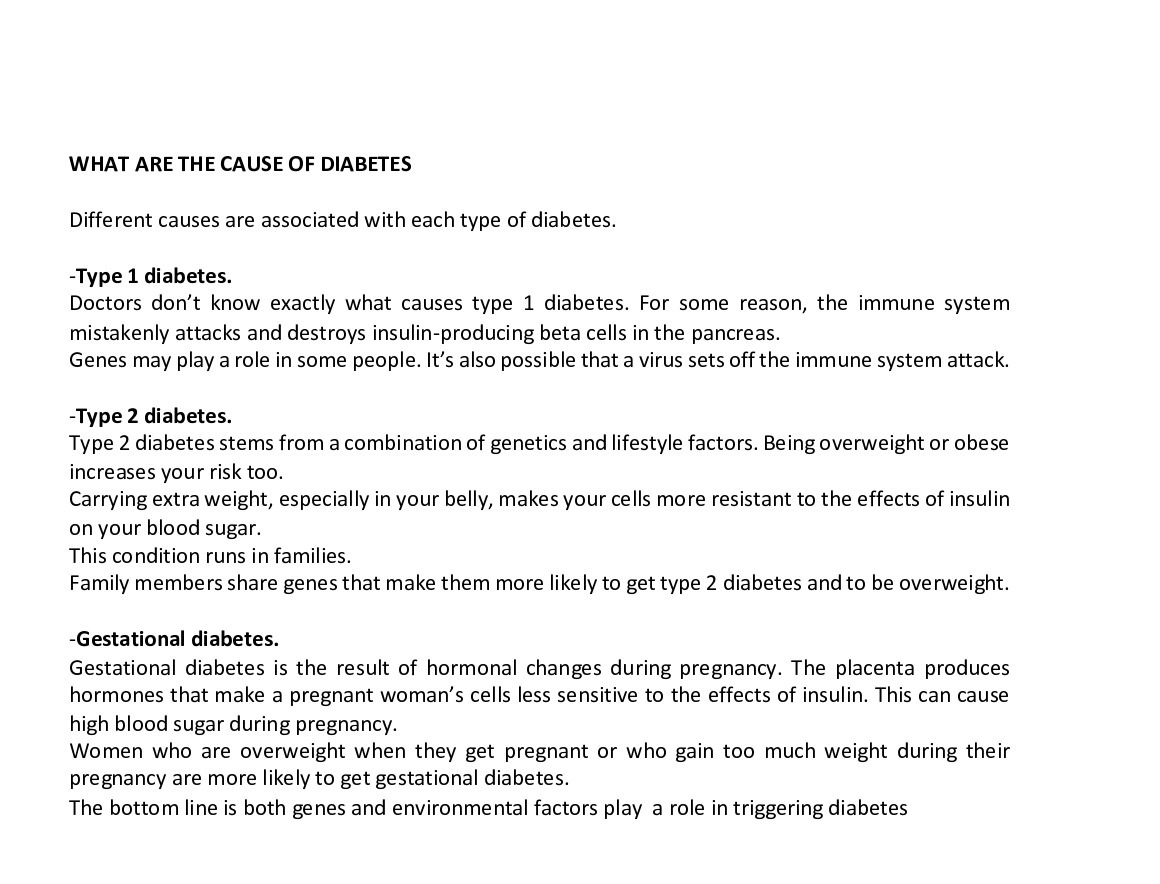 WHAT ARE THE CAUSE OF DIABETES
Different causes are associated with each type of diabetes.
-Type 1 diabetes.
Doctors don’t know exactly what causes type 1 diabetes. For some reason, the immune system
mistakenly attacks and destroys insulin-producing beta cells in the pancreas.
Genes may play a role in some people. It’s also possible that a virus sets off the immune system attack.
-Type 2 diabetes.
Type 2 diabetes stems from a combination of genetics and lifestyle factors. Being overweight or obese
increases your risk too.
Carrying extra weight, especially in your belly, makes your cells more resistant to the effects of insulin
on your blood sugar.
This condition runs in families.
Family members share genes that make them more likely to get type 2 diabetes and to be overweight.
-Gestational diabetes.
Gestational diabetes is the result of hormonal changes during pregnancy. The placenta produces
hormones that make a pregnant woman’s cells less sensitive to the effects of insulin. This can cause
high blood sugar during pregnancy.
Women who are overweight when they get pregnant or who gain too much weight during their
pregnancy are more likely to get gestational diabetes.
The bottom line is both genes and environmental factors play  a role in triggering diabetes